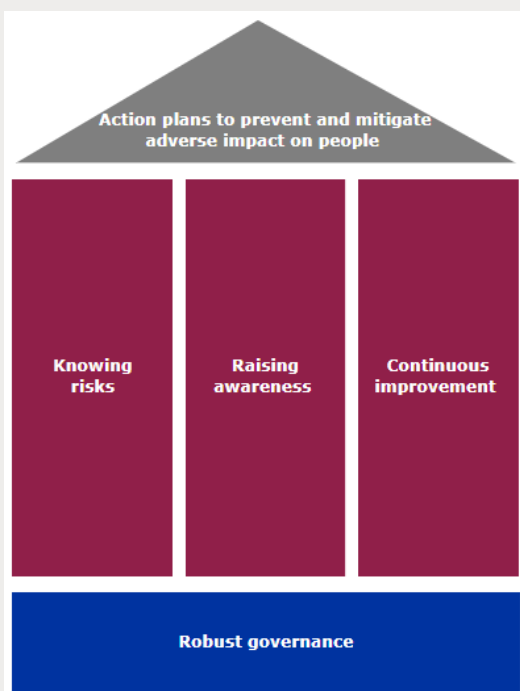 Action plans to prevent and mitigate
adverse impact on people
Knowing
risks
Raising
awareness
Continuous
improvement
Robust governance